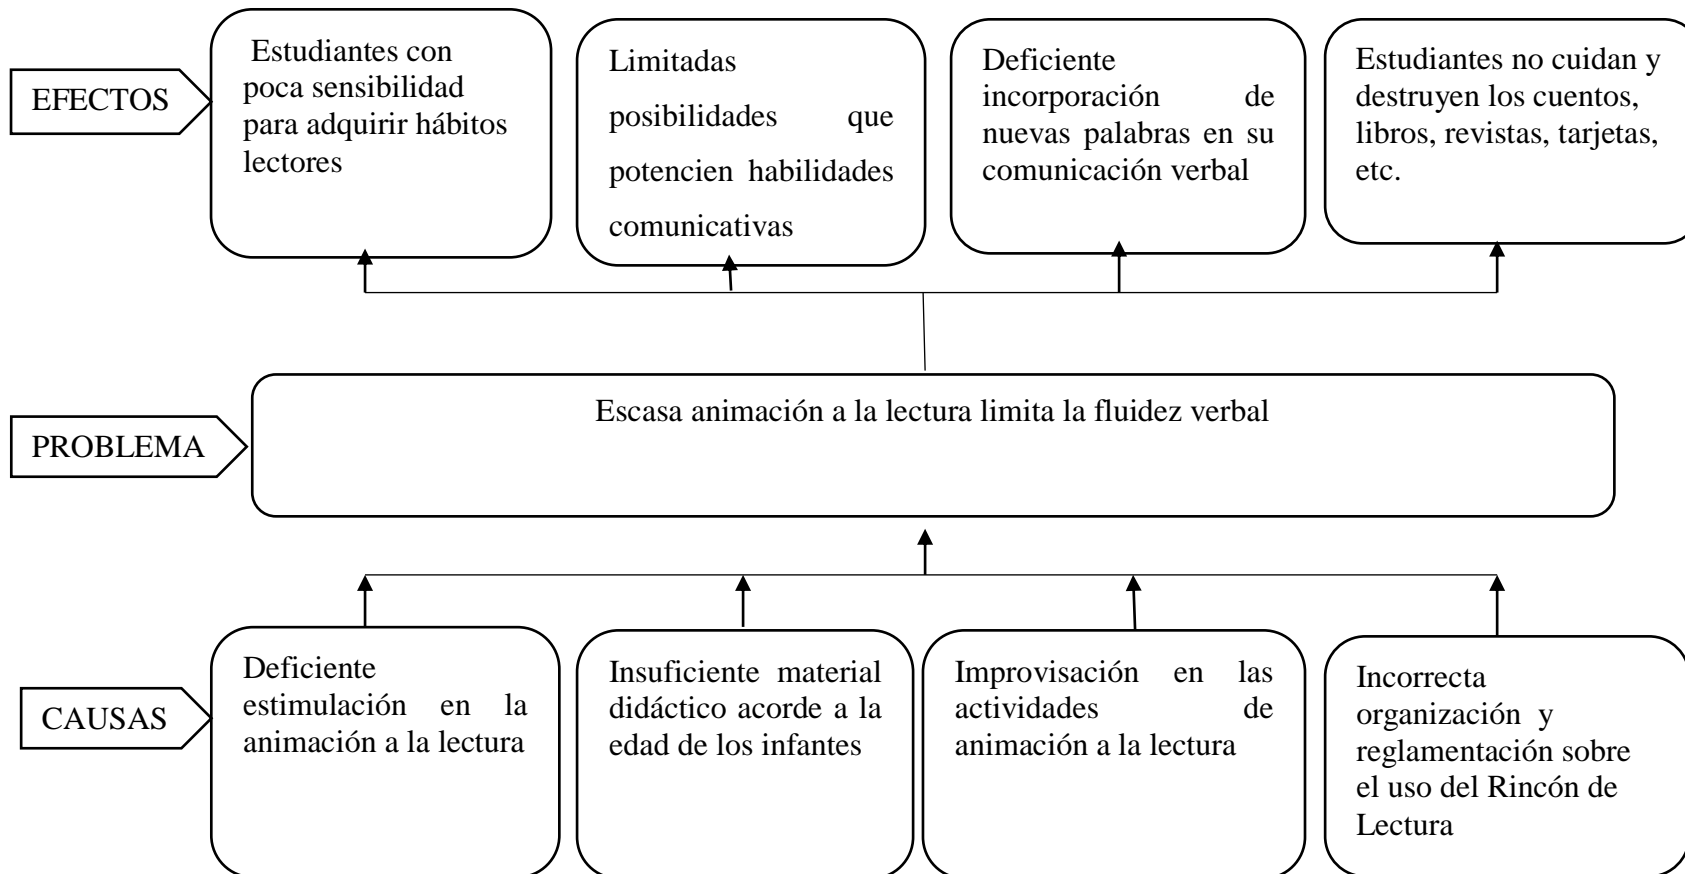 EFECTOS
Estudiantes con
poca sensibilidad
para adquirir hábitos
lectores
Limitadas
posibilidades que
potencien habilidades
comunicativas
Deficiente
incorporación de
nuevas palabras en su
comunicación verbal
Estudiantes no cuidan y
destruyen los cuentos,
libros, revistas, tarjetas,
etc.
PROBLEMA
Escasa animación a la lectura limita la fluidez verbal
CAUSAS
Deficiente
estimulación en la
animación a la lectura
Insuficiente material
didáctico acorde a la
edad de los infantes
Improvisación en las
actividades de
animación a la lectura
Incorrecta
organización y
reglamentación sobre
el uso del Rincón de
Lectura